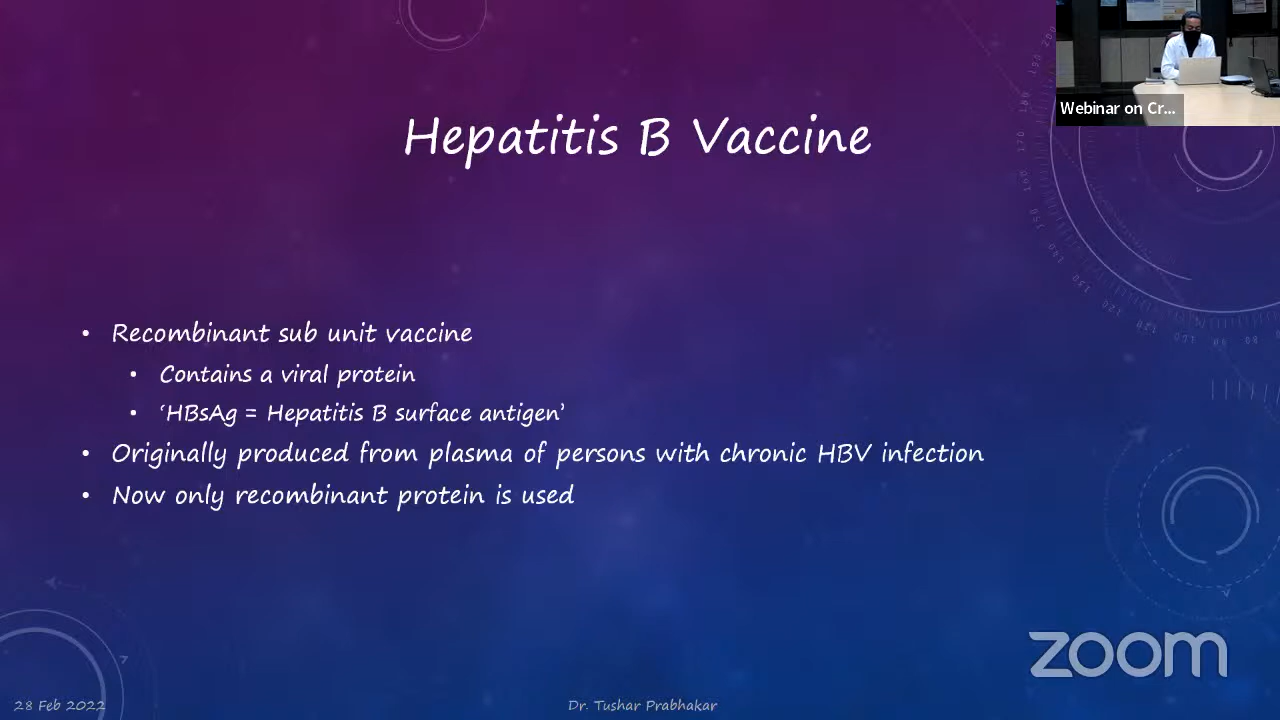 Webinar on Cr...
Hepatitis B Vaccine
• Recombinant sub unit vaccine
• Contains a viral protein
• ‘HBsAg = Hepatitis B surface antigen’
• Originally produced from plasma of persons with chronic HBV infection
• Now only recombinant protein is used
zoom
28 Feb 2022
Dr. Tushar Prabhakar